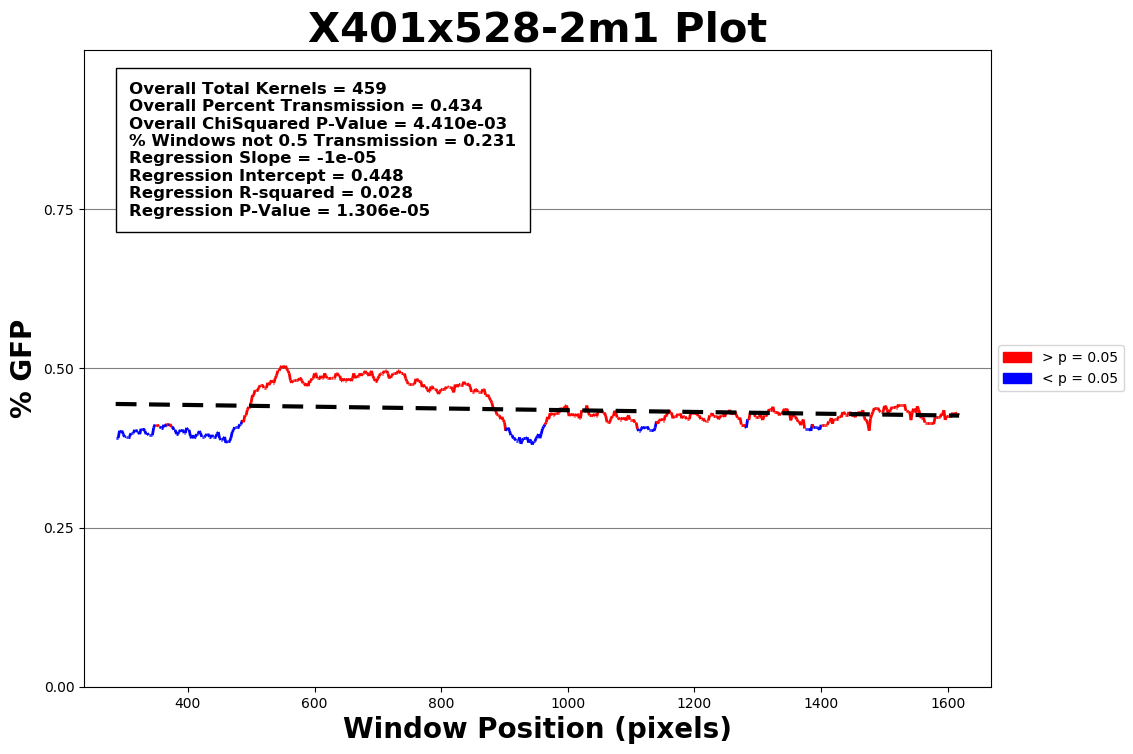 X401x528-2m1 Plot
Overall Total Kernels = 459
Overall Percent Transmission = 0.434
Overall ChiSquared P-Value = 4.410e-03
% Windows not 0.5 Transmission = 0.231
Regression Slope = -1e-05
Regression Intercept = 0.448
Regression R-squared = 0.028
Regression P-Value = 1.306e-05
% GFP
0.75
0.50
0.25
0.00
> p = 0.05
< p = 0.05
400 600 800 1000 1200 1400 1600
Window Position (pixels)